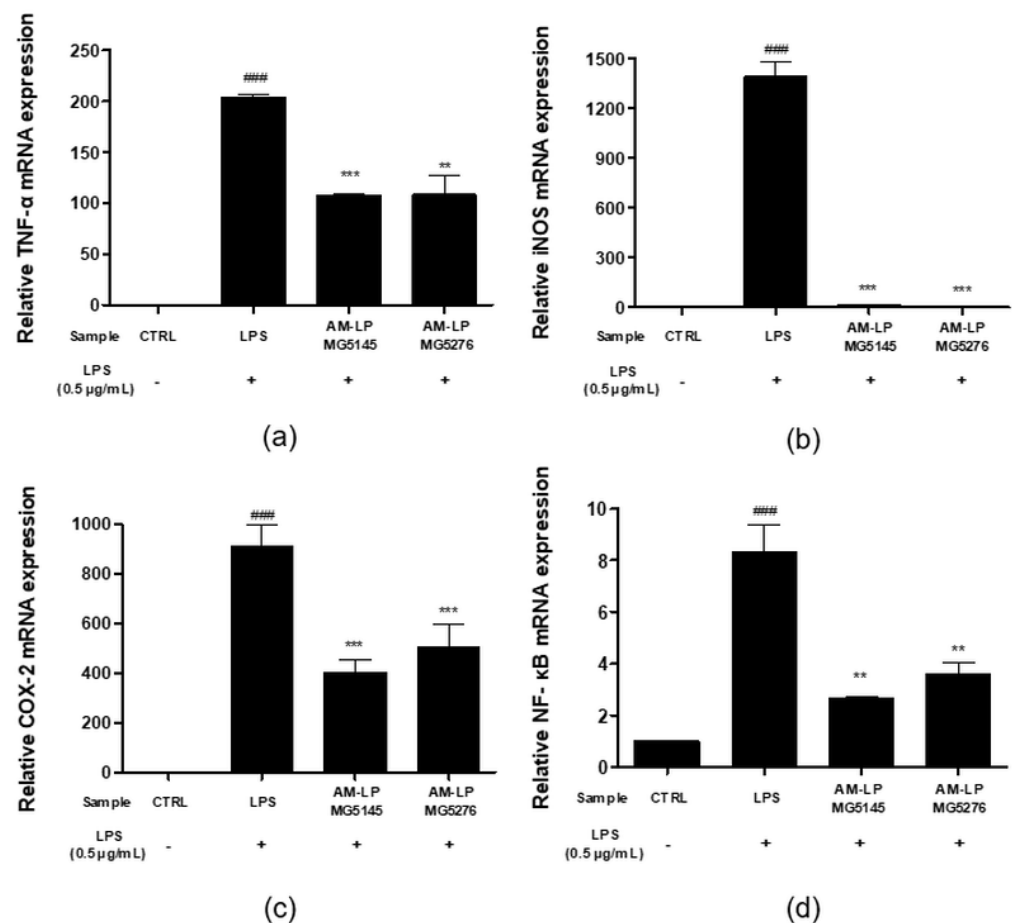 Relative TNF-α mRNA expression
250
200
150
100
50
0
###
***
**
Sample CTRL LPS AM-LP MG5145 AM-LP MG5276
LPS (0.5 µg/mL) - + + +
(a)
Relative iNOS mRNA expression
1500
1200
900
600
300
0
###
***
***
Sample CTRL LPS AM-LP MG5145 AM-LP MG5276
LPS (0.5 µg/mL) - + + +
(b)
Relative COX-2 mRNA expression
1000
800
600
400
200
0
###
***
***
Sample CTRL LPS AM-LP MG5145 AM-LP MG5276
LPS (0.5 µg/mL) - + + +
(c)
Relative NF- κB mRNA expression
10
8
6
4
2
0
###
**
**
Sample CTRL LPS AM-LP MG5145 AM-LP MG5276
LPS (0.5 µg/mL) - + + +
(d)